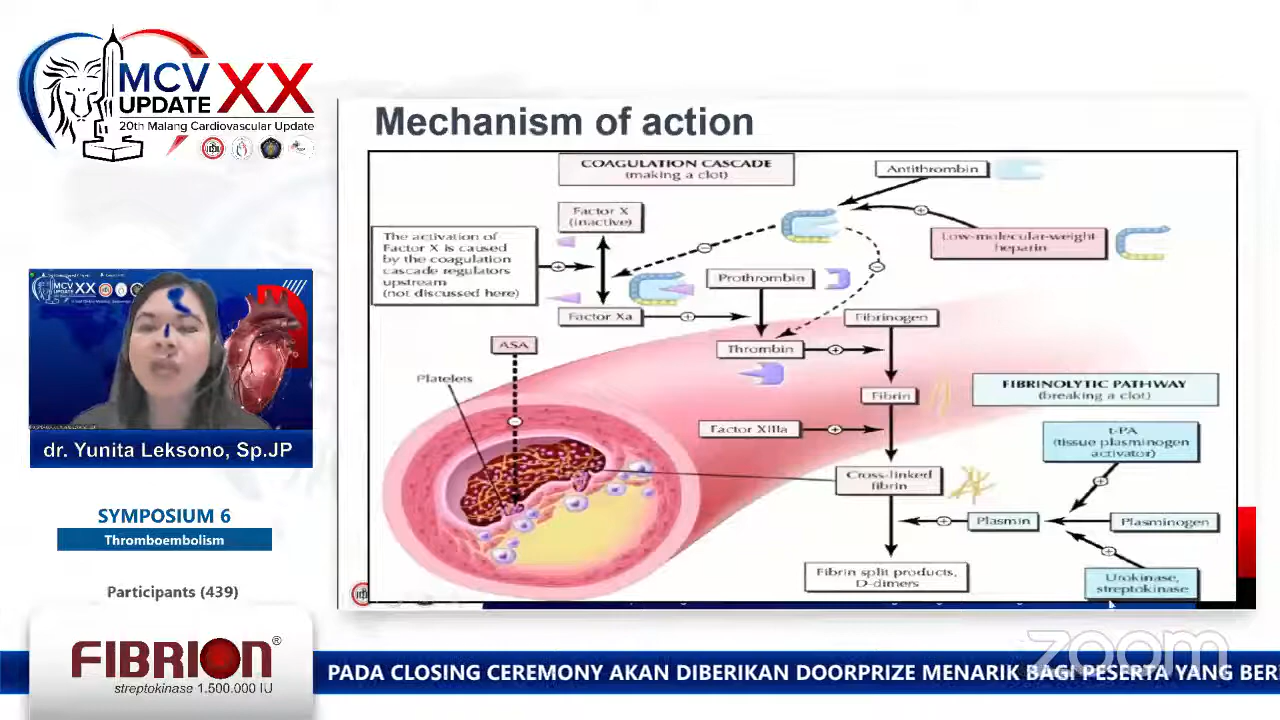 MCV
UPDATE
XX
20th Malang Cardiovascular Update
Mechanism of action
COAGULATION CASCADE
(making a clot)
Antithrombin
Factor X
(inactive)
The activation of
Factor X is caused
by the coagulation
cascade regulators
upstream
(not discussed here)
Low-molecular-weight
heparin
Prothrombin
Factor Xa
Fibrinogen
ASA
Thrombin
Platelets
Fibrin
FIBRINOLYTIC PATHWAY
(breaking a clot)
Factor XIIIa
t-PA
(tissue plasminogen
activator)
Cross-linked
fibrin
Plasmin
Plasminogen
Fibrin split products,
D-dimers
Urokinase,
streptokinase
MCV
UPDATE
XX
dr. Yunita Leksono, Sp.JP
SYMPOSIUM 6
Thromboembolism
Participants (439)
FIBRION®
streptokinase 1.500.000 IU
zoom
PADA CLOSING CEREMONY AKAN DIBERIKAN DOORPRIZE MENARIK BAGI PESERTA YANG BER